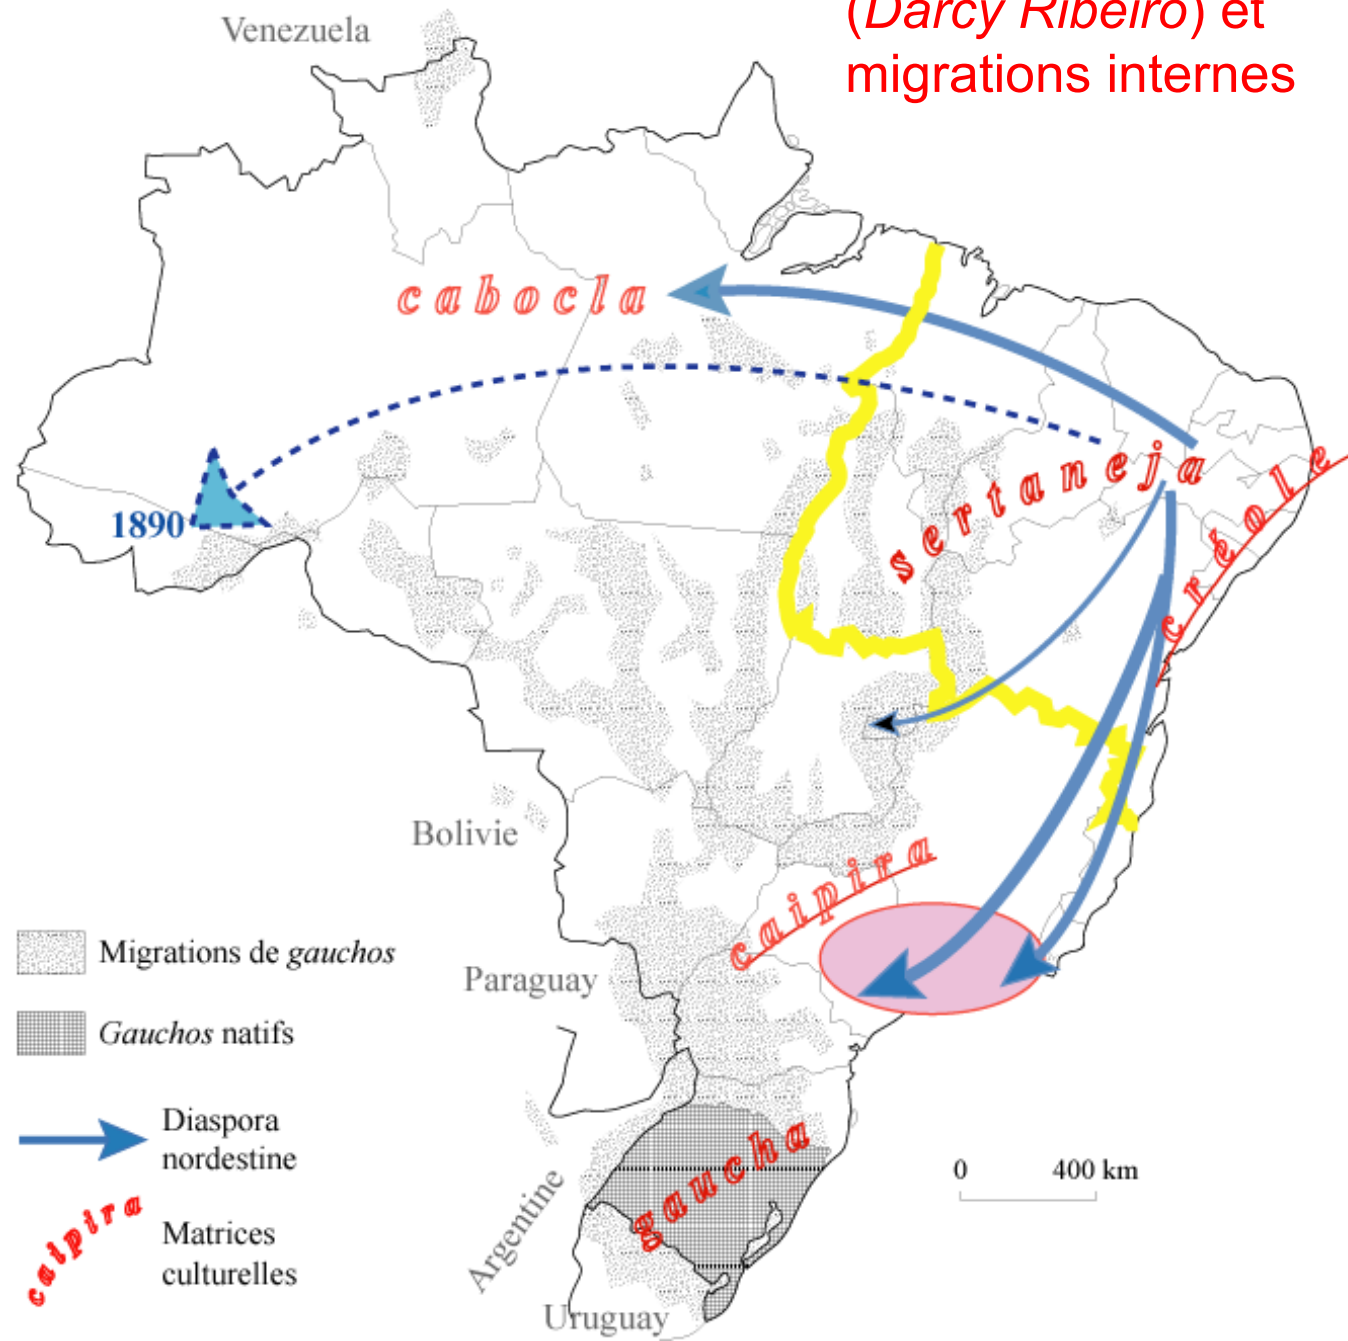 (Darcy Ribeiro) et
migrations internes
Venezuela
cabocla
sertaneja
créole
1890
Bolivie
caipira
Migrations de gauchos
Paraguay
Gauchos natifs
Diaspora
nordestine
gaucha
0 400 km
Argentine
caipira
Matrices
culturelles
Uruguay